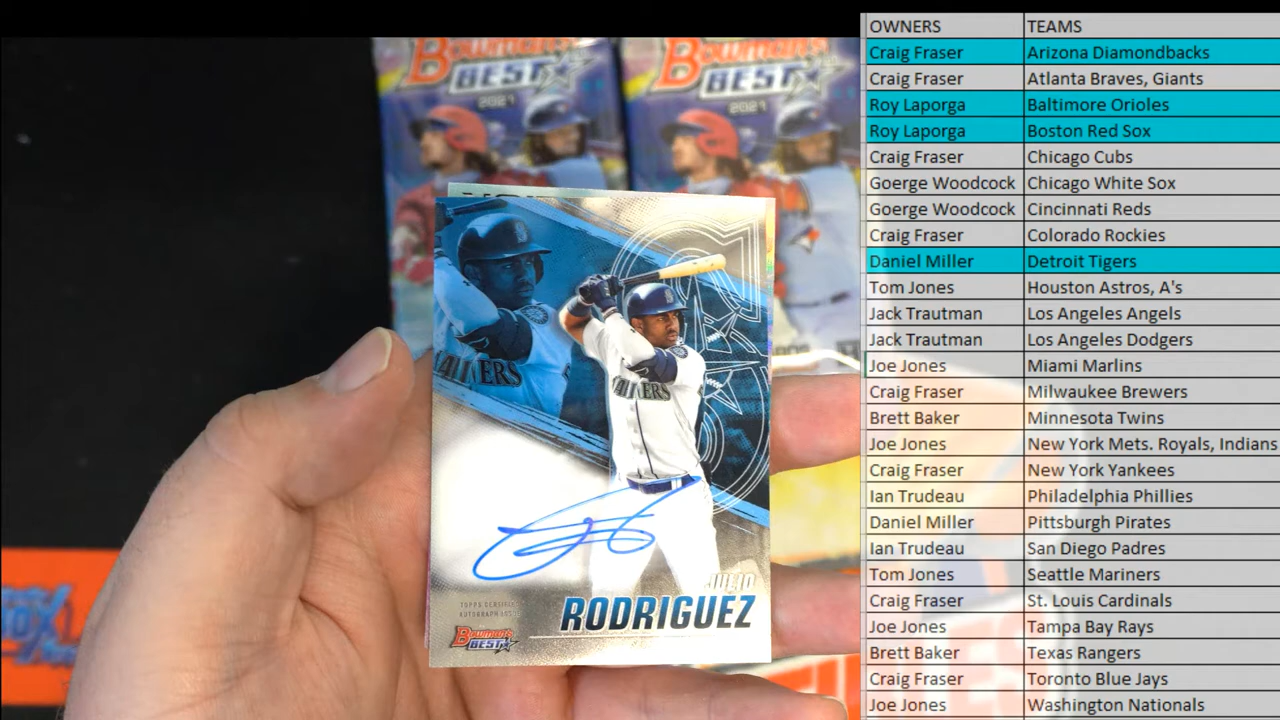 Bowman's
BEST
2021
Bowman's
BEST
2021
MARINERS
JULIO
RODRIGUEZ
TOPPS CERTIFIED
AUTOGRAPH ISSUE
Bowman's
BEST
OWNERS TEAMS
Craig Fraser Arizona Diamondbacks
Craig Fraser Atlanta Braves, Giants
Roy Laporga Baltimore Orioles
Roy Laporga Boston Red Sox
Craig Fraser Chicago Cubs
Goerge Woodcock Chicago White Sox
Goerge Woodcock Cincinnati Reds
Craig Fraser Colorado Rockies
Daniel Miller Detroit Tigers
Tom Jones Houston Astros, A's
Jack Trautman Los Angeles Angels
Jack Trautman Los Angeles Dodgers
Joe Jones Miami Marlins
Craig Fraser Milwaukee Brewers
Brett Baker Minnesota Twins
Joe Jones New York Mets. Royals, Indians
Craig Fraser New York Yankees
Ian Trudeau Philadelphia Phillies
Daniel Miller Pittsburgh Pirates
Ian Trudeau San Diego Padres
Tom Jones Seattle Mariners
Craig Fraser St. Louis Cardinals
Joe Jones Tampa Bay Rays
Brett Baker Texas Rangers
Craig Fraser Toronto Blue Jays
Joe Jones Washington Nationals